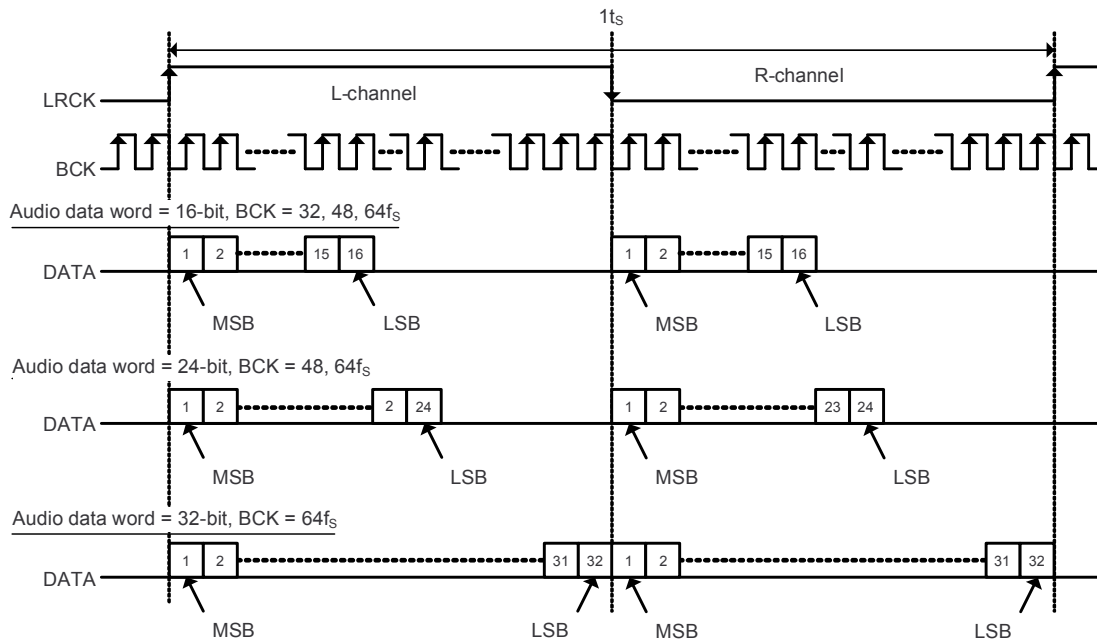 1tS
L-channel
R-channel
LRCK
BCK
Audio data word = 16-bit, BCK = 32, 48, 64fS
DATA
1 2 15 16 1 2 15 16
MSB LSB MSB LSB
Audio data word = 24-bit, BCK = 48, 64fS
DATA
1 2 2 24 1 2 23 24
MSB LSB MSB LSB
Audio data word = 32-bit, BCK = 64fS
DATA
1 2 31 32 1 2 31 32
MSB LSB MSB LSB